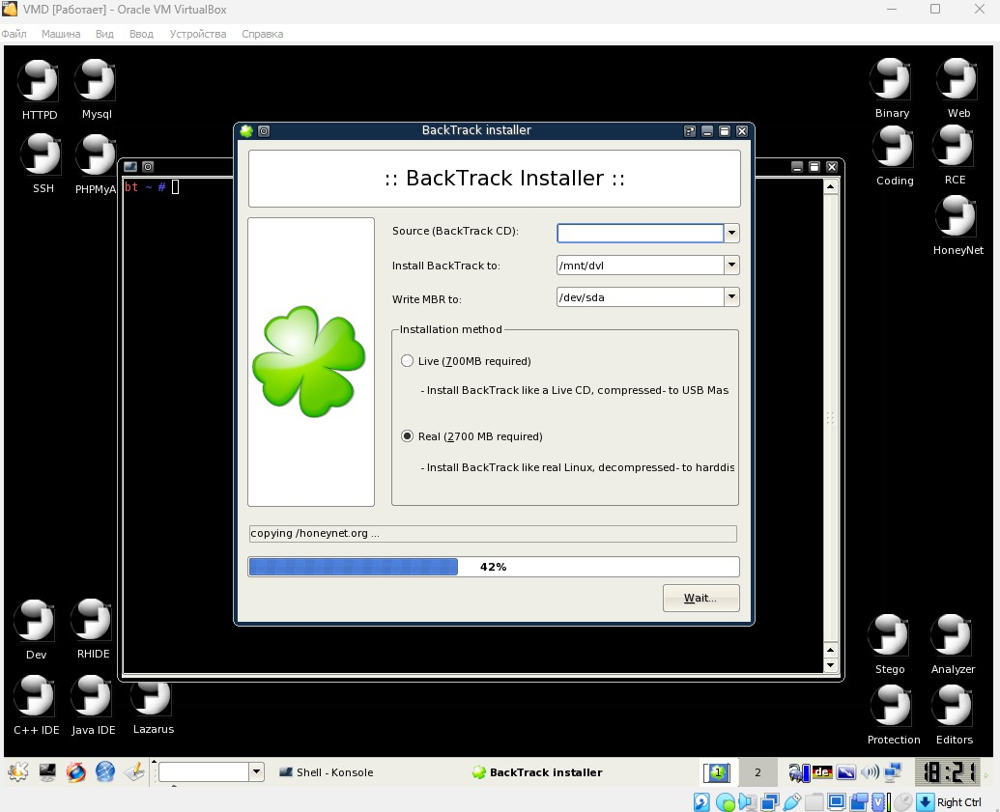 VMD [Работает] - Oracle VM VirtualBox
Файл Машина Вид Ввод Устройства Справка
HTTPD
Mysql
SSH
PHPMyA
Binary
Web
Coding
RCE
HoneyNet
bt ~ #
BackTrack installer
:: BackTrack Installer ::
Source (BackTrack CD):
Install BackTrack to:
/mnt/dvl
Write MBR to:
/dev/sda
Installation method
Live (700MB required)
- Install BackTrack like a Live CD, compressed- to USB Mas
Real (2700 MB required)
- Install BackTrack like real Linux, decompressed- to harddis
copying /honeynet.org ...
42%
Wait...
Dev
RHIDE
C++ IDE
Java IDE
Lazarus
Stego
Analyzer
Protection
Editors
Shell - Konsole
BackTrack installer
1
2
de
18:21
Right Ctrl